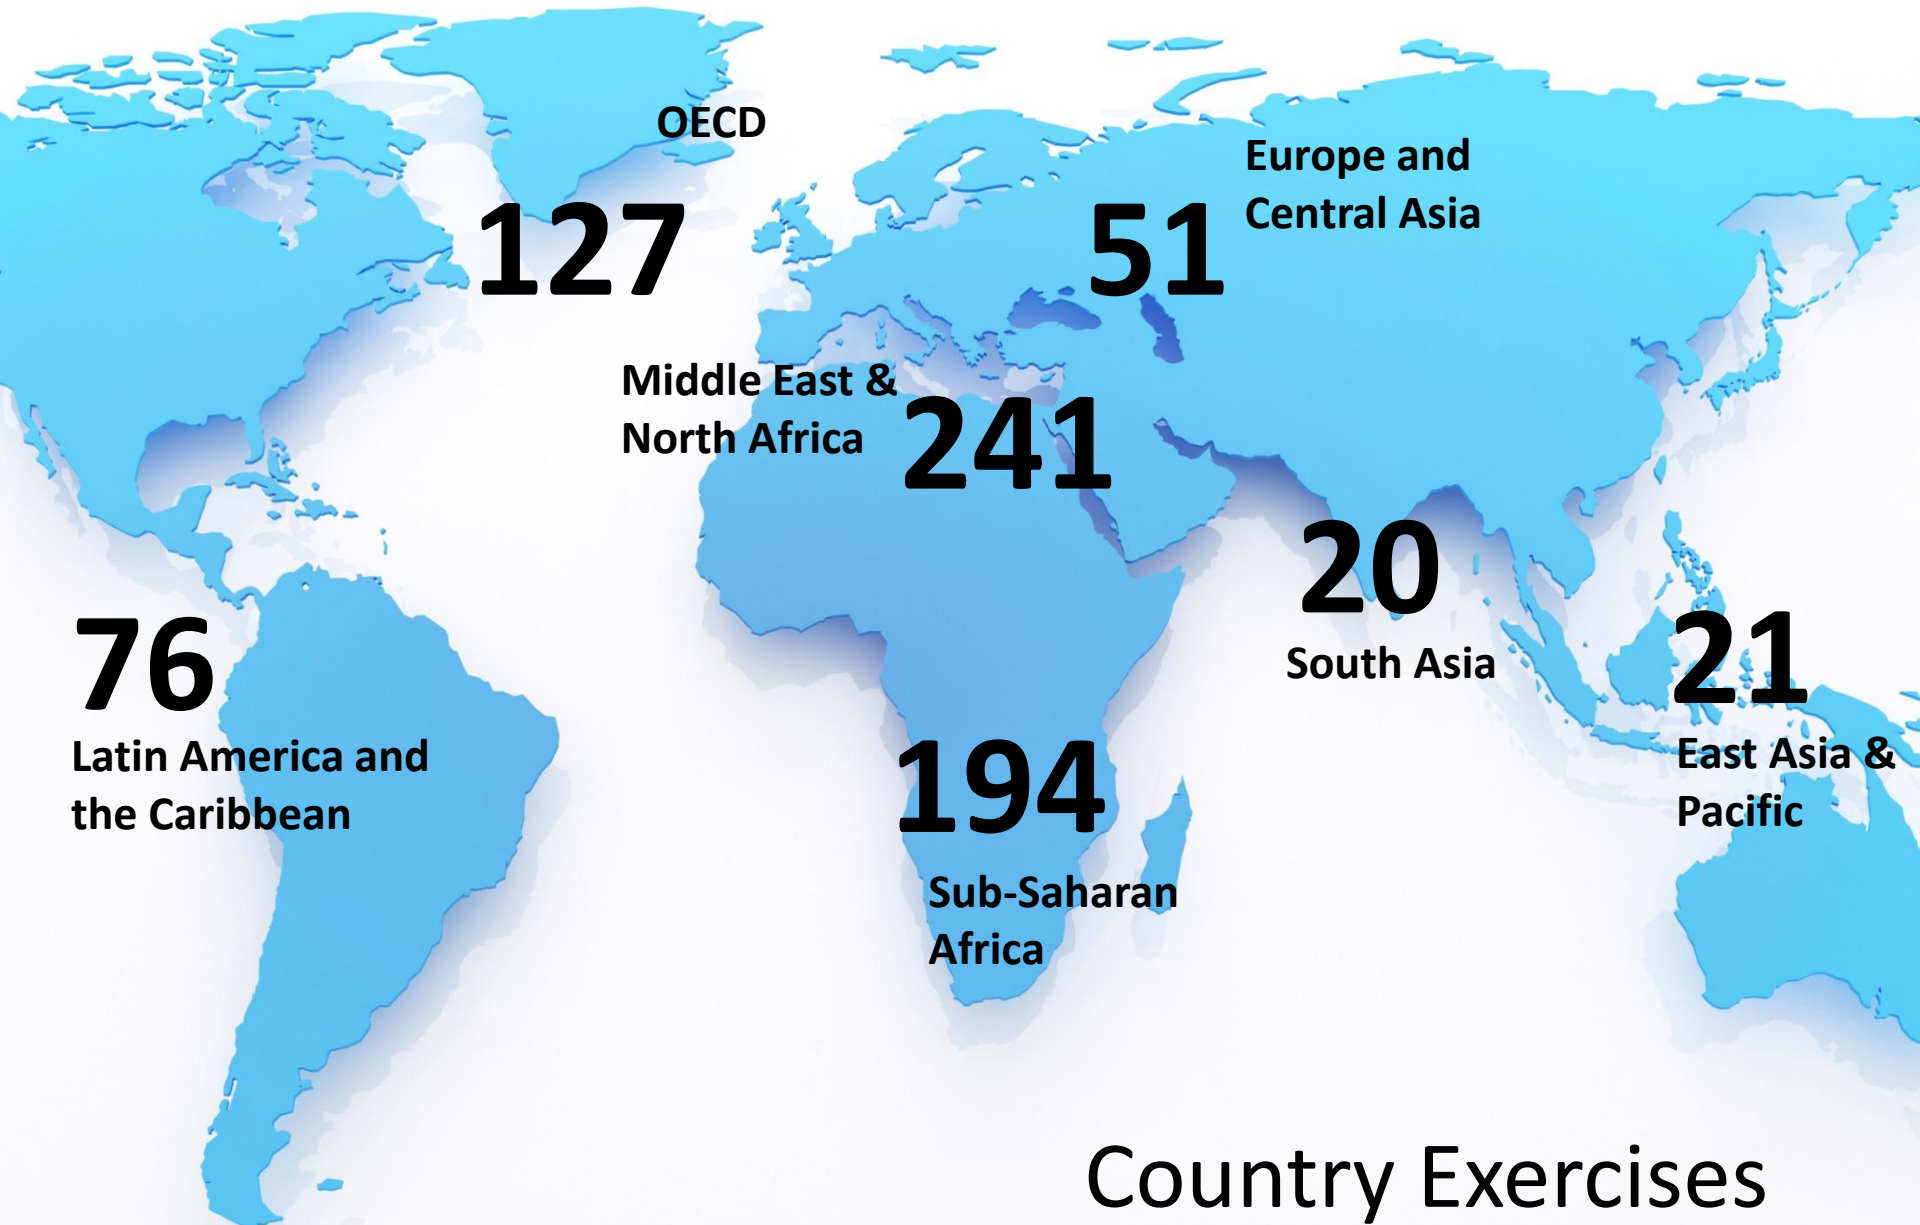 OECD
127
Europe and
Central Asia
51
Middle East &
North Africa
241
20
South Asia
76
Latin America and
the Caribbean
21
East Asia &
Pacific
194
Sub-Saharan
Africa
Country Exercises